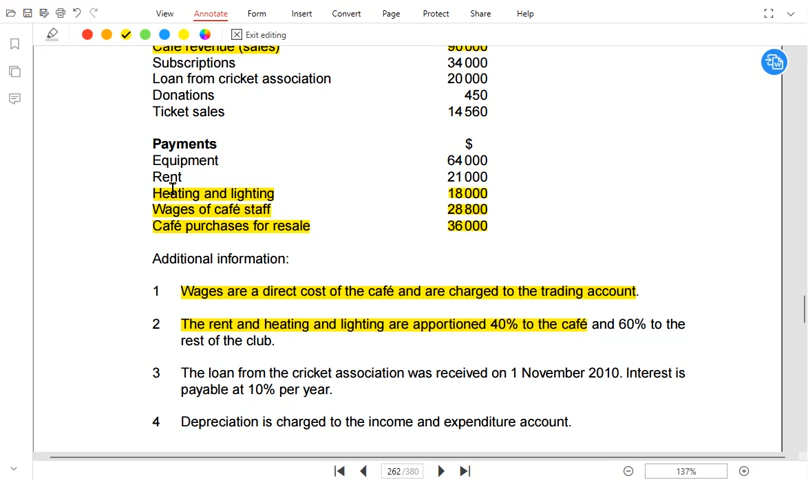 View Annotate Form Insert Convert Page Protect Share Help
Exit editing
Café revenue (sales) 90 000
Subscriptions 34 000
Loan from cricket association 20 000
Donations 450
Ticket sales 14 560
Payments $
Equipment 64 000
Rent 21 000
Heating and lighting 18 000
Wages of café staff 28 800
Café purchases for resale 36 000
Additional information:
1 Wages are a direct cost of the café and are charged to the trading account.
2 The rent and heating and lighting are apportioned 40% to the café and 60% to the
rest of the club.
3 The loan from the cricket association was received on 1 November 2010. Interest is
payable at 10% per year.
4 Depreciation is charged to the income and expenditure account.
262 /380 137%